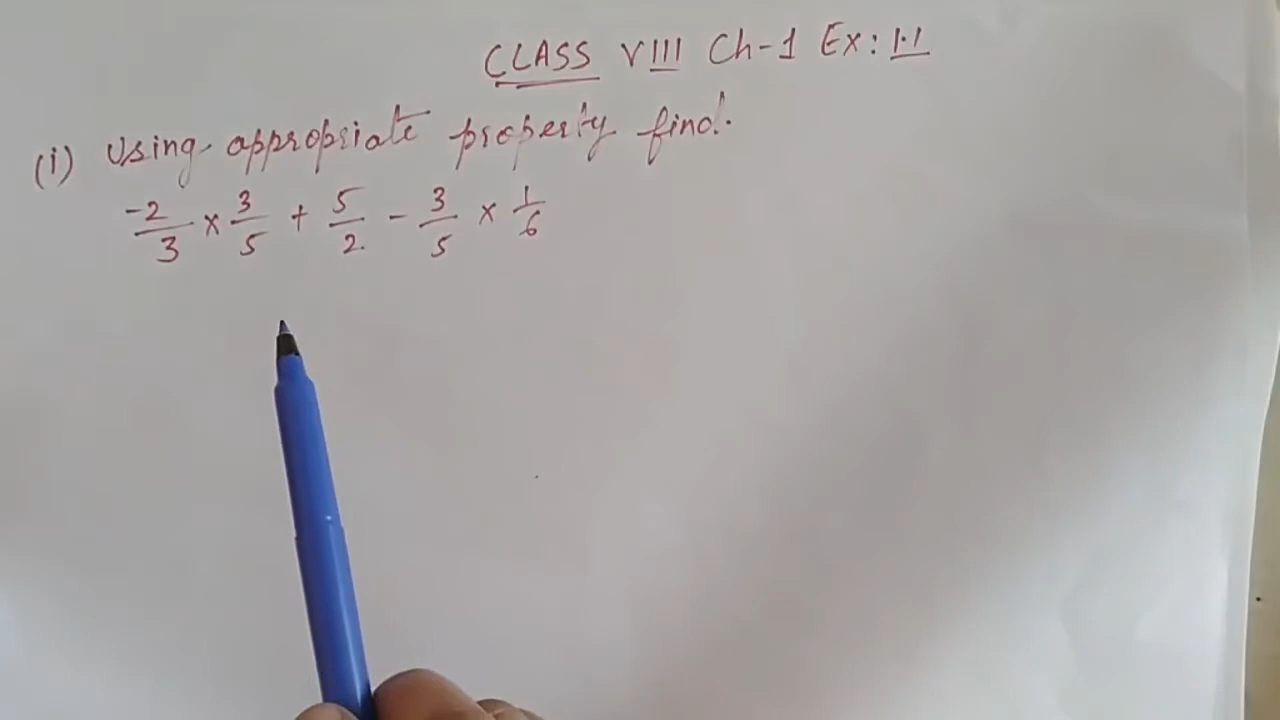 CLASS VIII Ch-1 Ex: 1.1
(i) Using appropriate property find.
-2/3 × 3/5 + 5/2 - 3/5 × 1/6